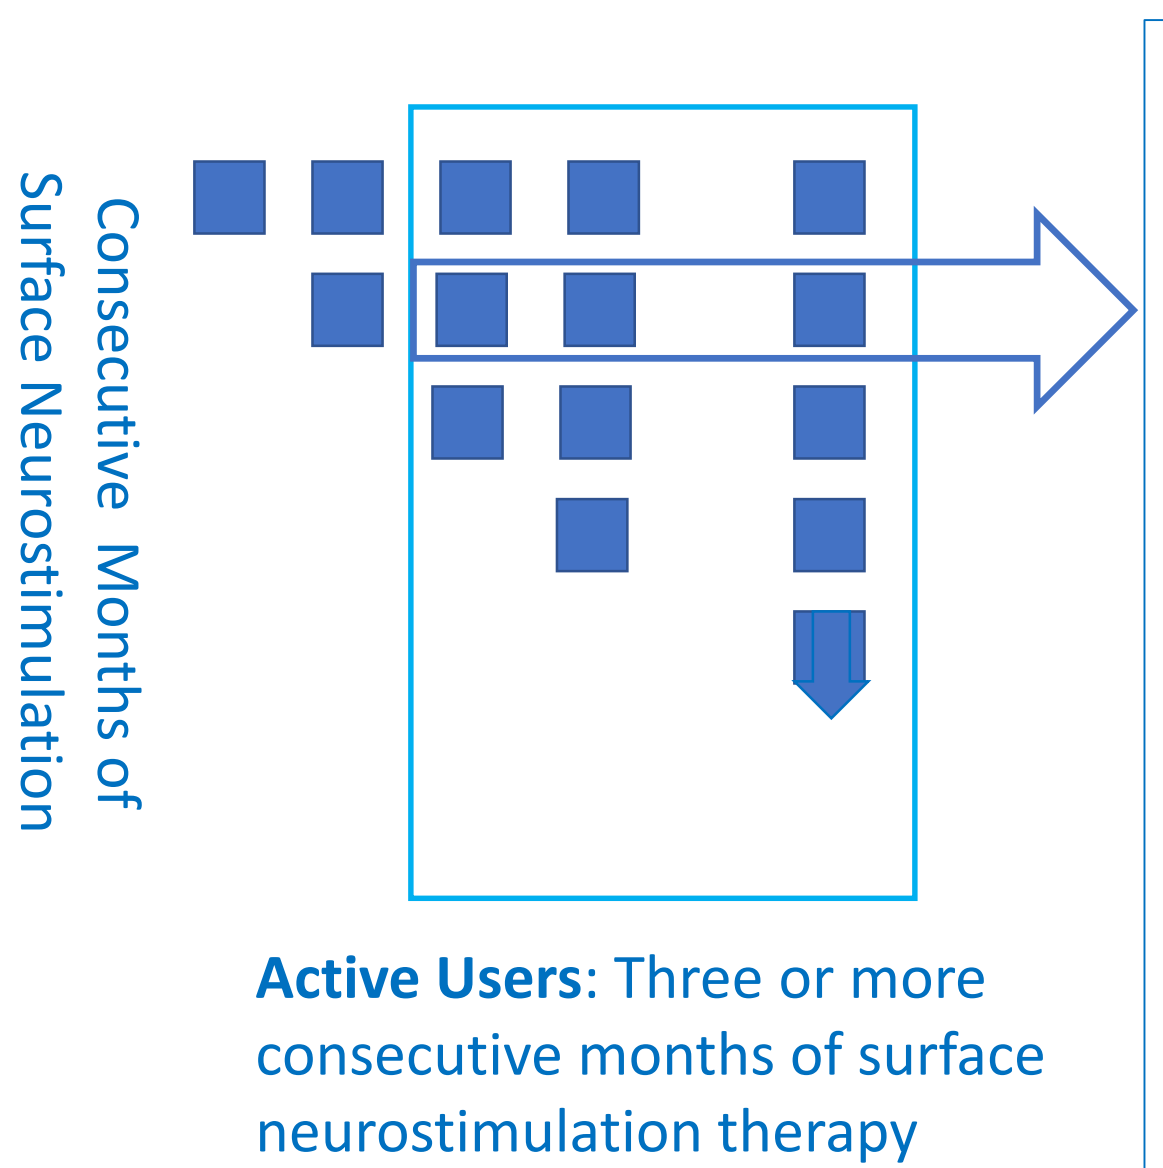 Consecutive Months of
Surface Neurostimulation
Active Users: Three or more
consecutive months of surface
neurostimulation therapy